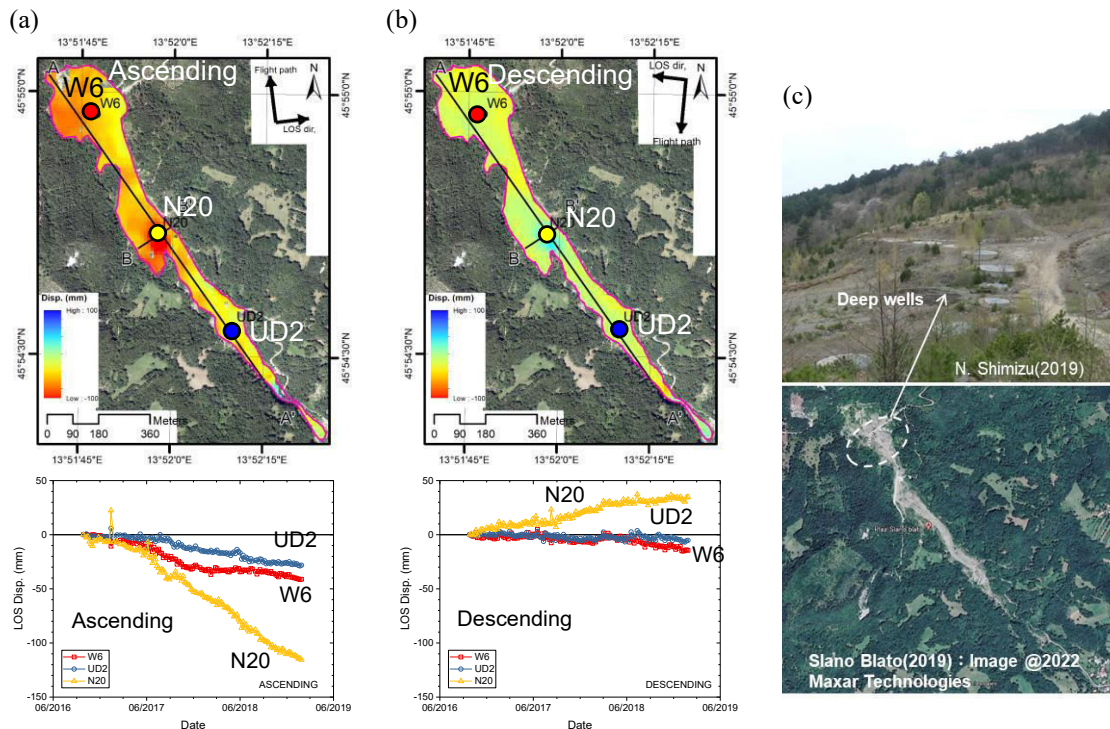 (a)
13°51'45"E 13°52'0"E 13°52'15"E
A
Ascending
W6
W6
Flight path
N
LOS dir,
45°55'0"N
N20
N20
B
Disp. (mm)
High : 100
Low : -100
UD2
UD2
45°54'30"N
Meters
0 90 180 360
A'
13°51'45"E 13°52'0"E 13°52'15"E
50
0
-50
-100
-150
LOS Disp. (mm)
UD2
W6
Ascending
N20
W6
UD2
N20
ASCENDING
06/2016 06/2017 06/2018 06/2019
Date
(b)
13°51'45"E 13°52'0"E 13°52'15"E
A
Descending
W6
W6
LOS dir,
N
Flight path
45°55'0"N
B'
N20
B
Disp. (mm)
High : 100
Low : -100
UD2
UD2
45°54'30"N
Meters
0 90 180 360
A'
13°51'45"E 13°52'0"E 13°52'15"E
50
0
-50
-100
-150
LOS Disp. (mm)
N20
UD2
W6
Descending
W6
UD2
N20
DESCENDING
06/2016 06/2017 06/2018 06/2019
Date
(c)
Deep wells
N. Shimizu(2019)
Slano Blato(2019) : Image @2022
Maxar Technologies